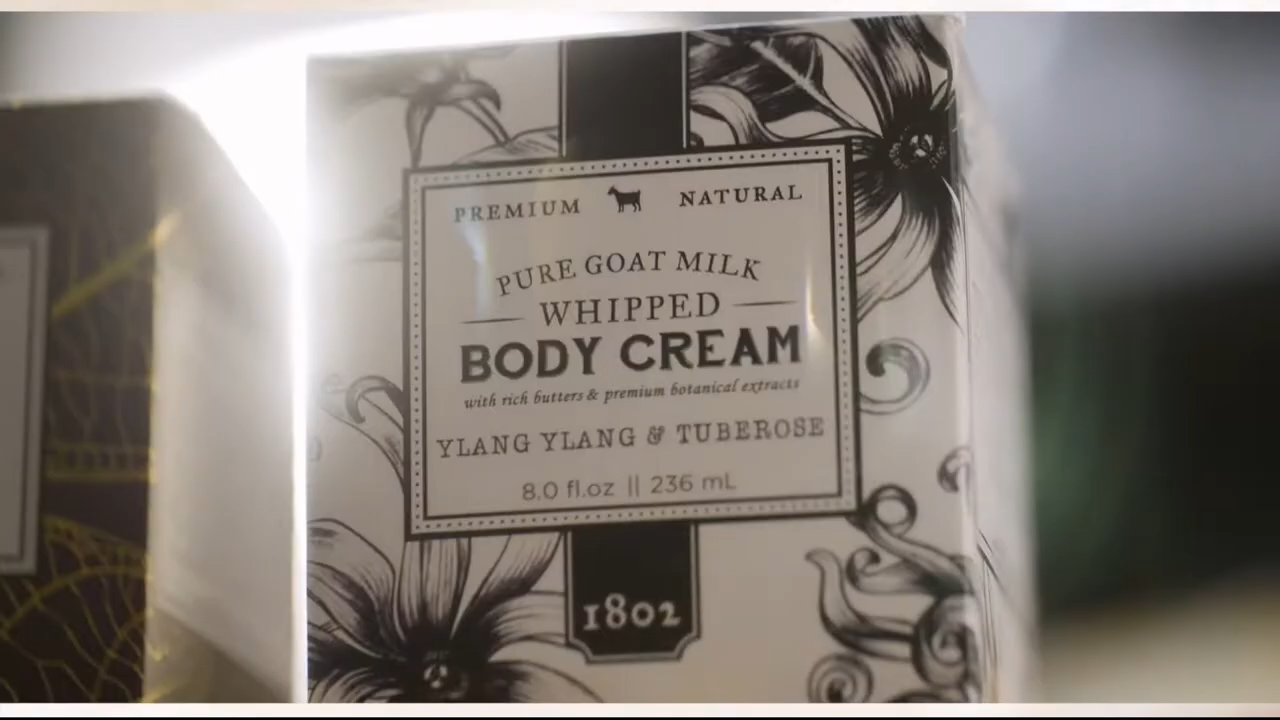 PREMIUM NATURAL
PURE GOAT MILK
WHIPPED
BODY CREAM
with rich butters & premium botanical extracts
YLANG YLANG & TUBEROSE
8.0 fl.oz || 236 mL
1802